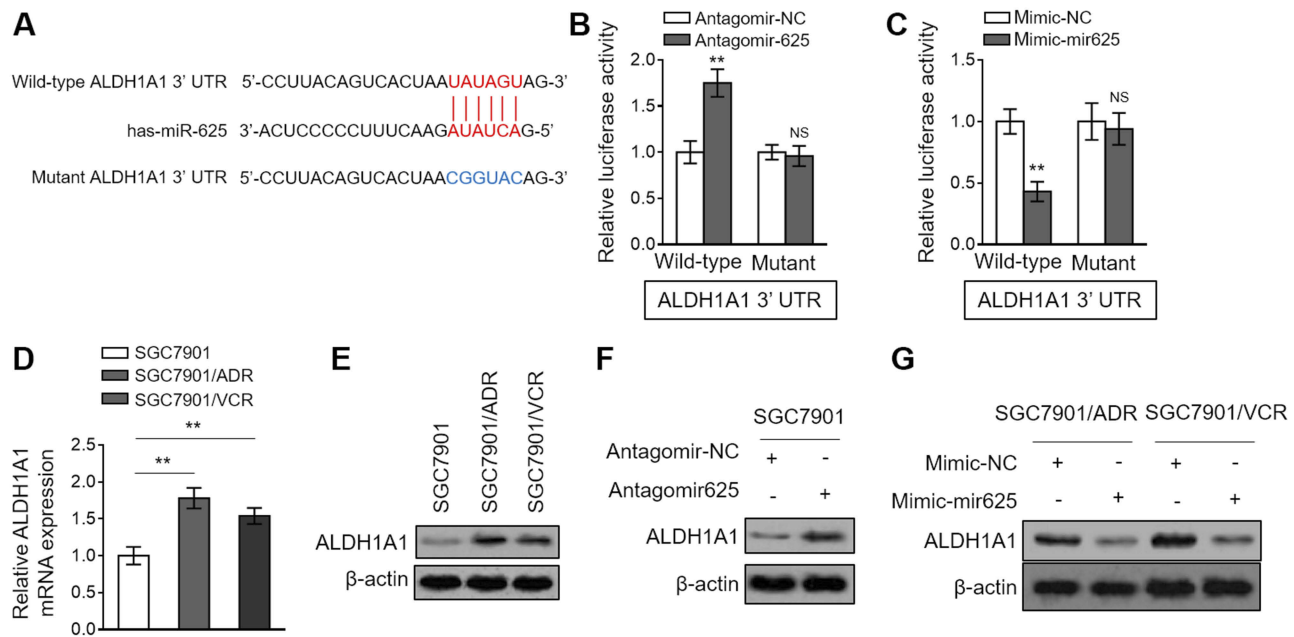 A
Wild-type ALDH1A1 3’ UTR 5’-CCUUACAGUCACUAAUAUAGUAG-3’
has-miR-625 3’-ACUCCCCCUUUCAAGAUAUCAG-5’
Mutant ALDH1A1 3’ UTR 5’-CCUUACAGUCACUAACGGUACAG-3’
B
Antagomir-NC
Antagomir-625
Relative luciferase activity
2.0
1.5
1.0
0.5
0.0
**
NS
Wild-type Mutant
ALDH1A1 3’ UTR
C
Mimic-NC
Mimic-mir625
Relative luciferase activity
1.5
1.0
0.5
0.0
**
NS
Wild-type Mutant
ALDH1A1 3’ UTR
D
SGC7901
SGC7901/ADR
SGC7901/VCR
Relative ALDH1A1
mRNA expression
2.5
2.0
1.5
1.0
0.5
0.0
**
**
E
SGC7901
SGC7901/ADR
SGC7901/VCR
ALDH1A1
β-actin
F
SGC7901
Antagomir-NC + -
Antagomir625 - +
ALDH1A1
β-actin
G
SGC7901/ADR SGC7901/VCR
Mimic-NC + - + -
Mimic-mir625 - + - +
ALDH1A1
β-actin